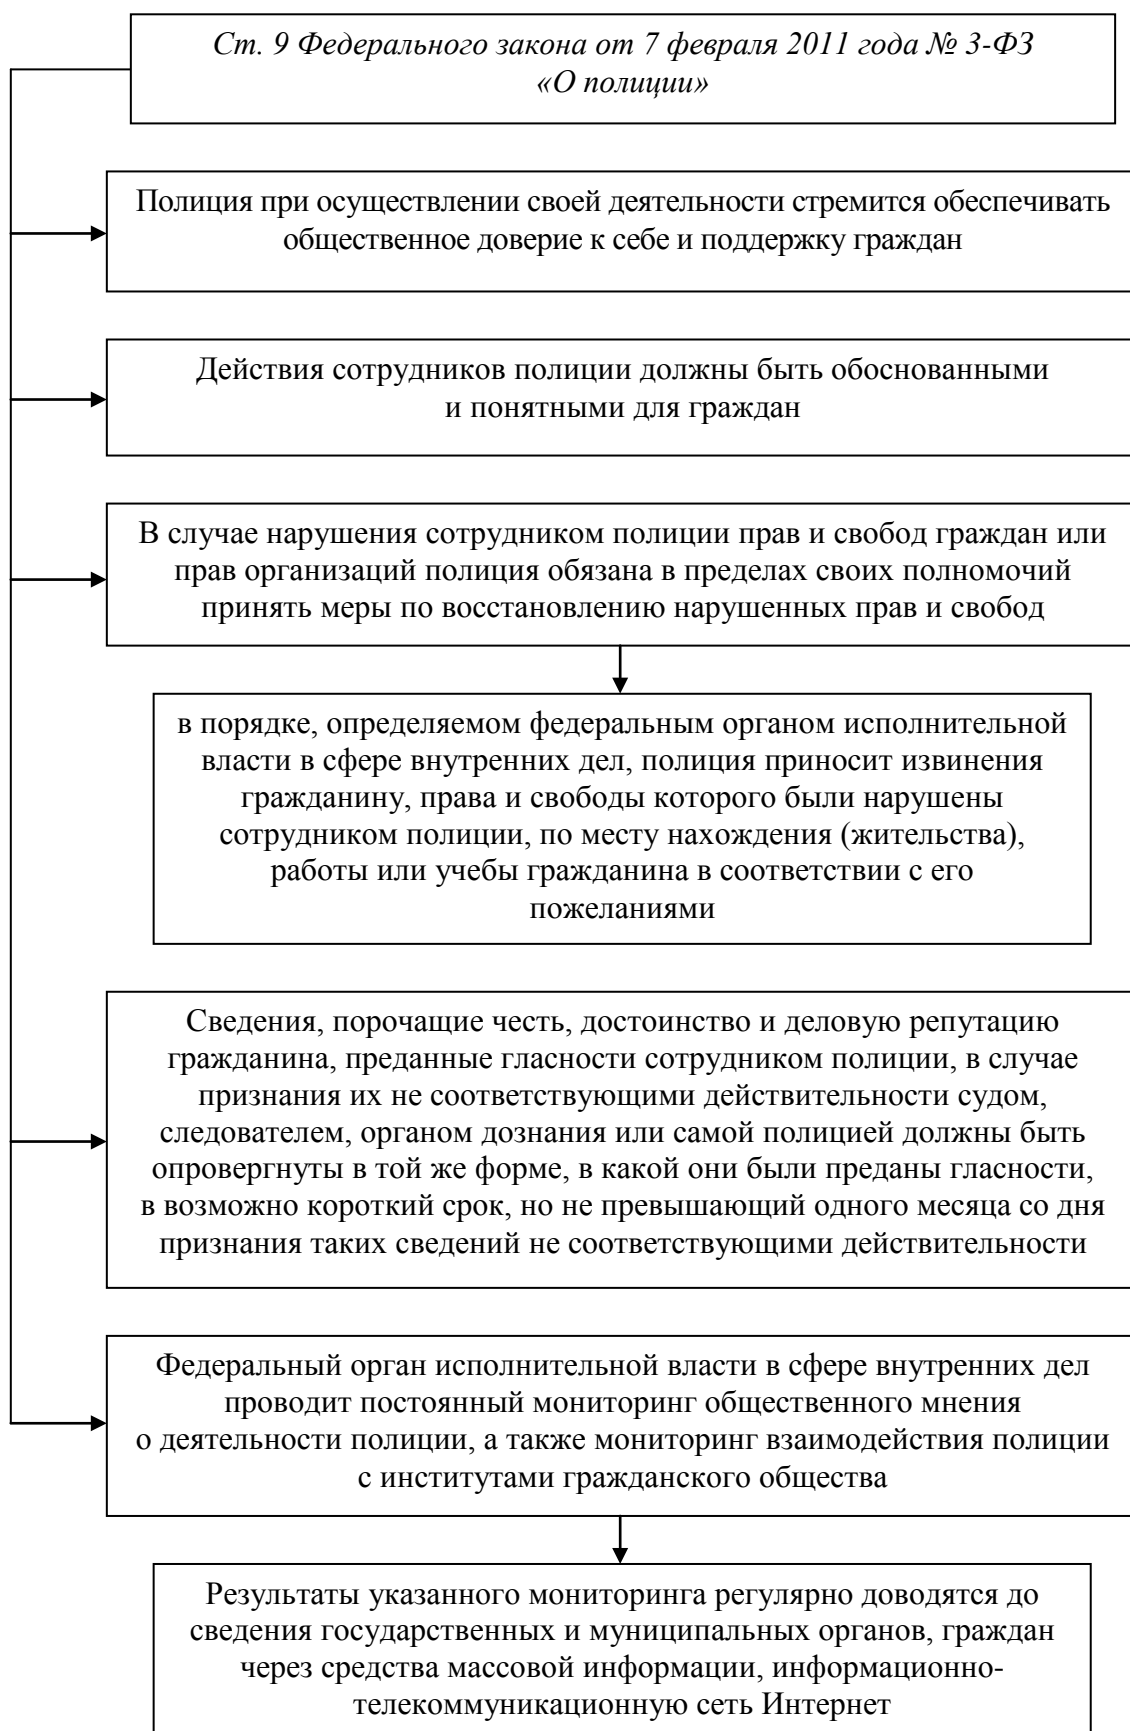 Ст. 9 Федерального закона от 7 февраля 2011 года № 3-ФЗ
«О полиции»
Полиция при осуществлении своей деятельности стремится обеспечивать
общественное доверие к себе и поддержку граждан
Действия сотрудников полиции должны быть обоснованными
и понятными для граждан
В случае нарушения сотрудником полиции прав и свобод граждан или
прав организаций полиция обязана в пределах своих полномочий
принять меры по восстановлению нарушенных прав и свобод
в порядке, определяемом федеральным органом исполнительной
власти в сфере внутренних дел, полиция приносит извинения
гражданину, права и свободы которого были нарушены
сотрудником полиции, по месту нахождения (жительства),
работы или учебы гражданина в соответствии с его
пожеланиями
Сведения, порочащие честь, достоинство и деловую репутацию
гражданина, преданные гласности сотрудником полиции, в случае
признания их не соответствующими действительности судом,
следователем, органом дознания или самой полицией должны быть
опровергнуты в той же форме, в какой они были преданы гласности,
в возможно короткий срок, но не превышающий одного месяца со дня
признания таких сведений не соответствующими действительности
Федеральный орган исполнительной власти в сфере внутренних дел
проводит постоянный мониторинг общественного мнения
о деятельности полиции, а также мониторинг взаимодействия полиции
с институтами гражданского общества
Результаты указанного мониторинга регулярно доводятся до
сведения государственных и муниципальных органов, граждан
через средства массовой информации, информационно-
телекоммуникационную сеть Интернет